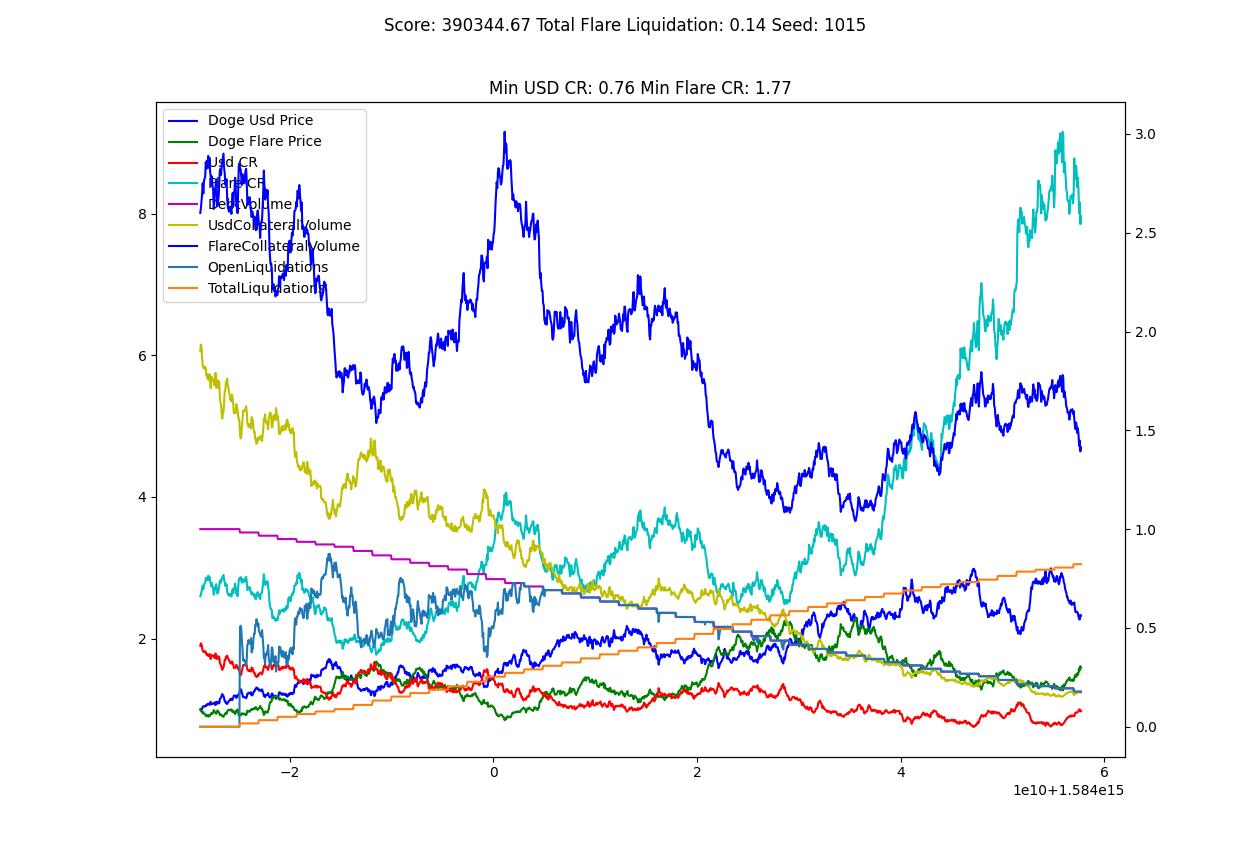 Score: 390344.67 Total Flare Liquidation: 0.14 Seed: 1015
Min USD CR: 0.76 Min Flare CR: 1.77
Doge Usd Price
Doge Flare Price
Usd CR
Flare CR
DebtVolume
UsdCollateralVolume
FlareCollateralVolume
OpenLiquidations
TotalLiquidations
8
6
4
2
3.0
2.5
2.0
1.5
1.0
0.5
0.0
−2
0
2
4
6
1e10+1.584e15